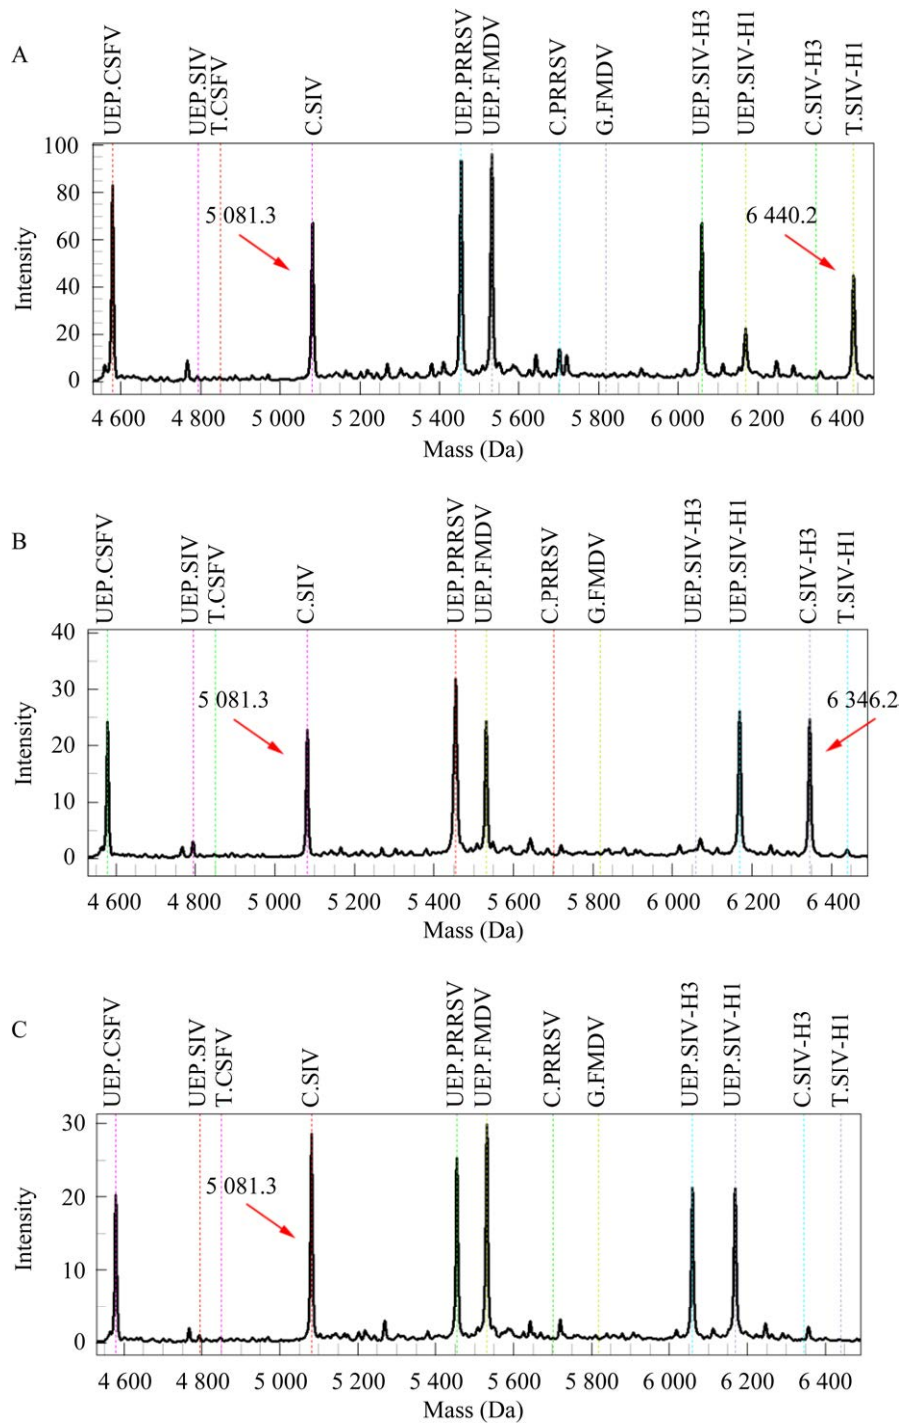 A
UEP.CSFV
UEP.SIV
T.CSFV
C.SIV
UEP.PRRSV
UEP.FMDV
C.PRRSV
G.FMDV
UEP.SIV-H3
UEP.SIV-H1
C.SIV-H3
T.SIV-H1
100
80
60
40
20
0
Intensity
5 081.3
6 440.2
4 600 4 800 5 000 5 200 5 400 5 600 5 800 6 000 6 200 6 400
Mass (Da)
B
UEP.CSFV
UEP.SIV
T.CSFV
C.SIV
UEP.PRRSV
UEP.FMDV
C.PRRSV
G.FMDV
UEP.SIV-H3
UEP.SIV-H1
C.SIV-H3
T.SIV-H1
40
30
20
10
0
Intensity
5 081.3
6 346.2
4 600 4 800 5 000 5 200 5 400 5 600 5 800 6 000 6 200 6 400
Mass (Da)
C
UEP.CSFV
UEP.SIV
T.CSFV
C.SIV
UEP.PRRSV
UEP.FMDV
C.PRRSV
G.FMDV
UEP.SIV-H3
UEP.SIV-H1
C.SIV-H3
T.SIV-H1
30
20
10
0
Intensity
5 081.3
4 600 4 800 5 000 5 200 5 400 5 600 5 800 6 000 6 200 6 400
Mass (Da)